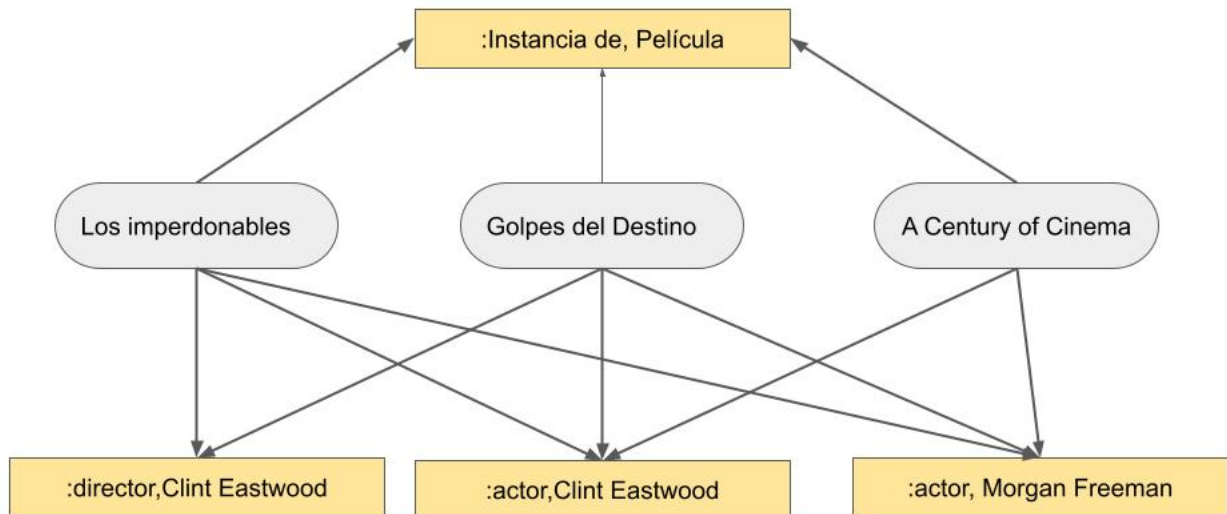 :Instancia de, Película
Los imperdonables
Golpes del Destino
A Century of Cinema
:director,Clint Eastwood
:actor,Clint Eastwood
:actor, Morgan Freeman